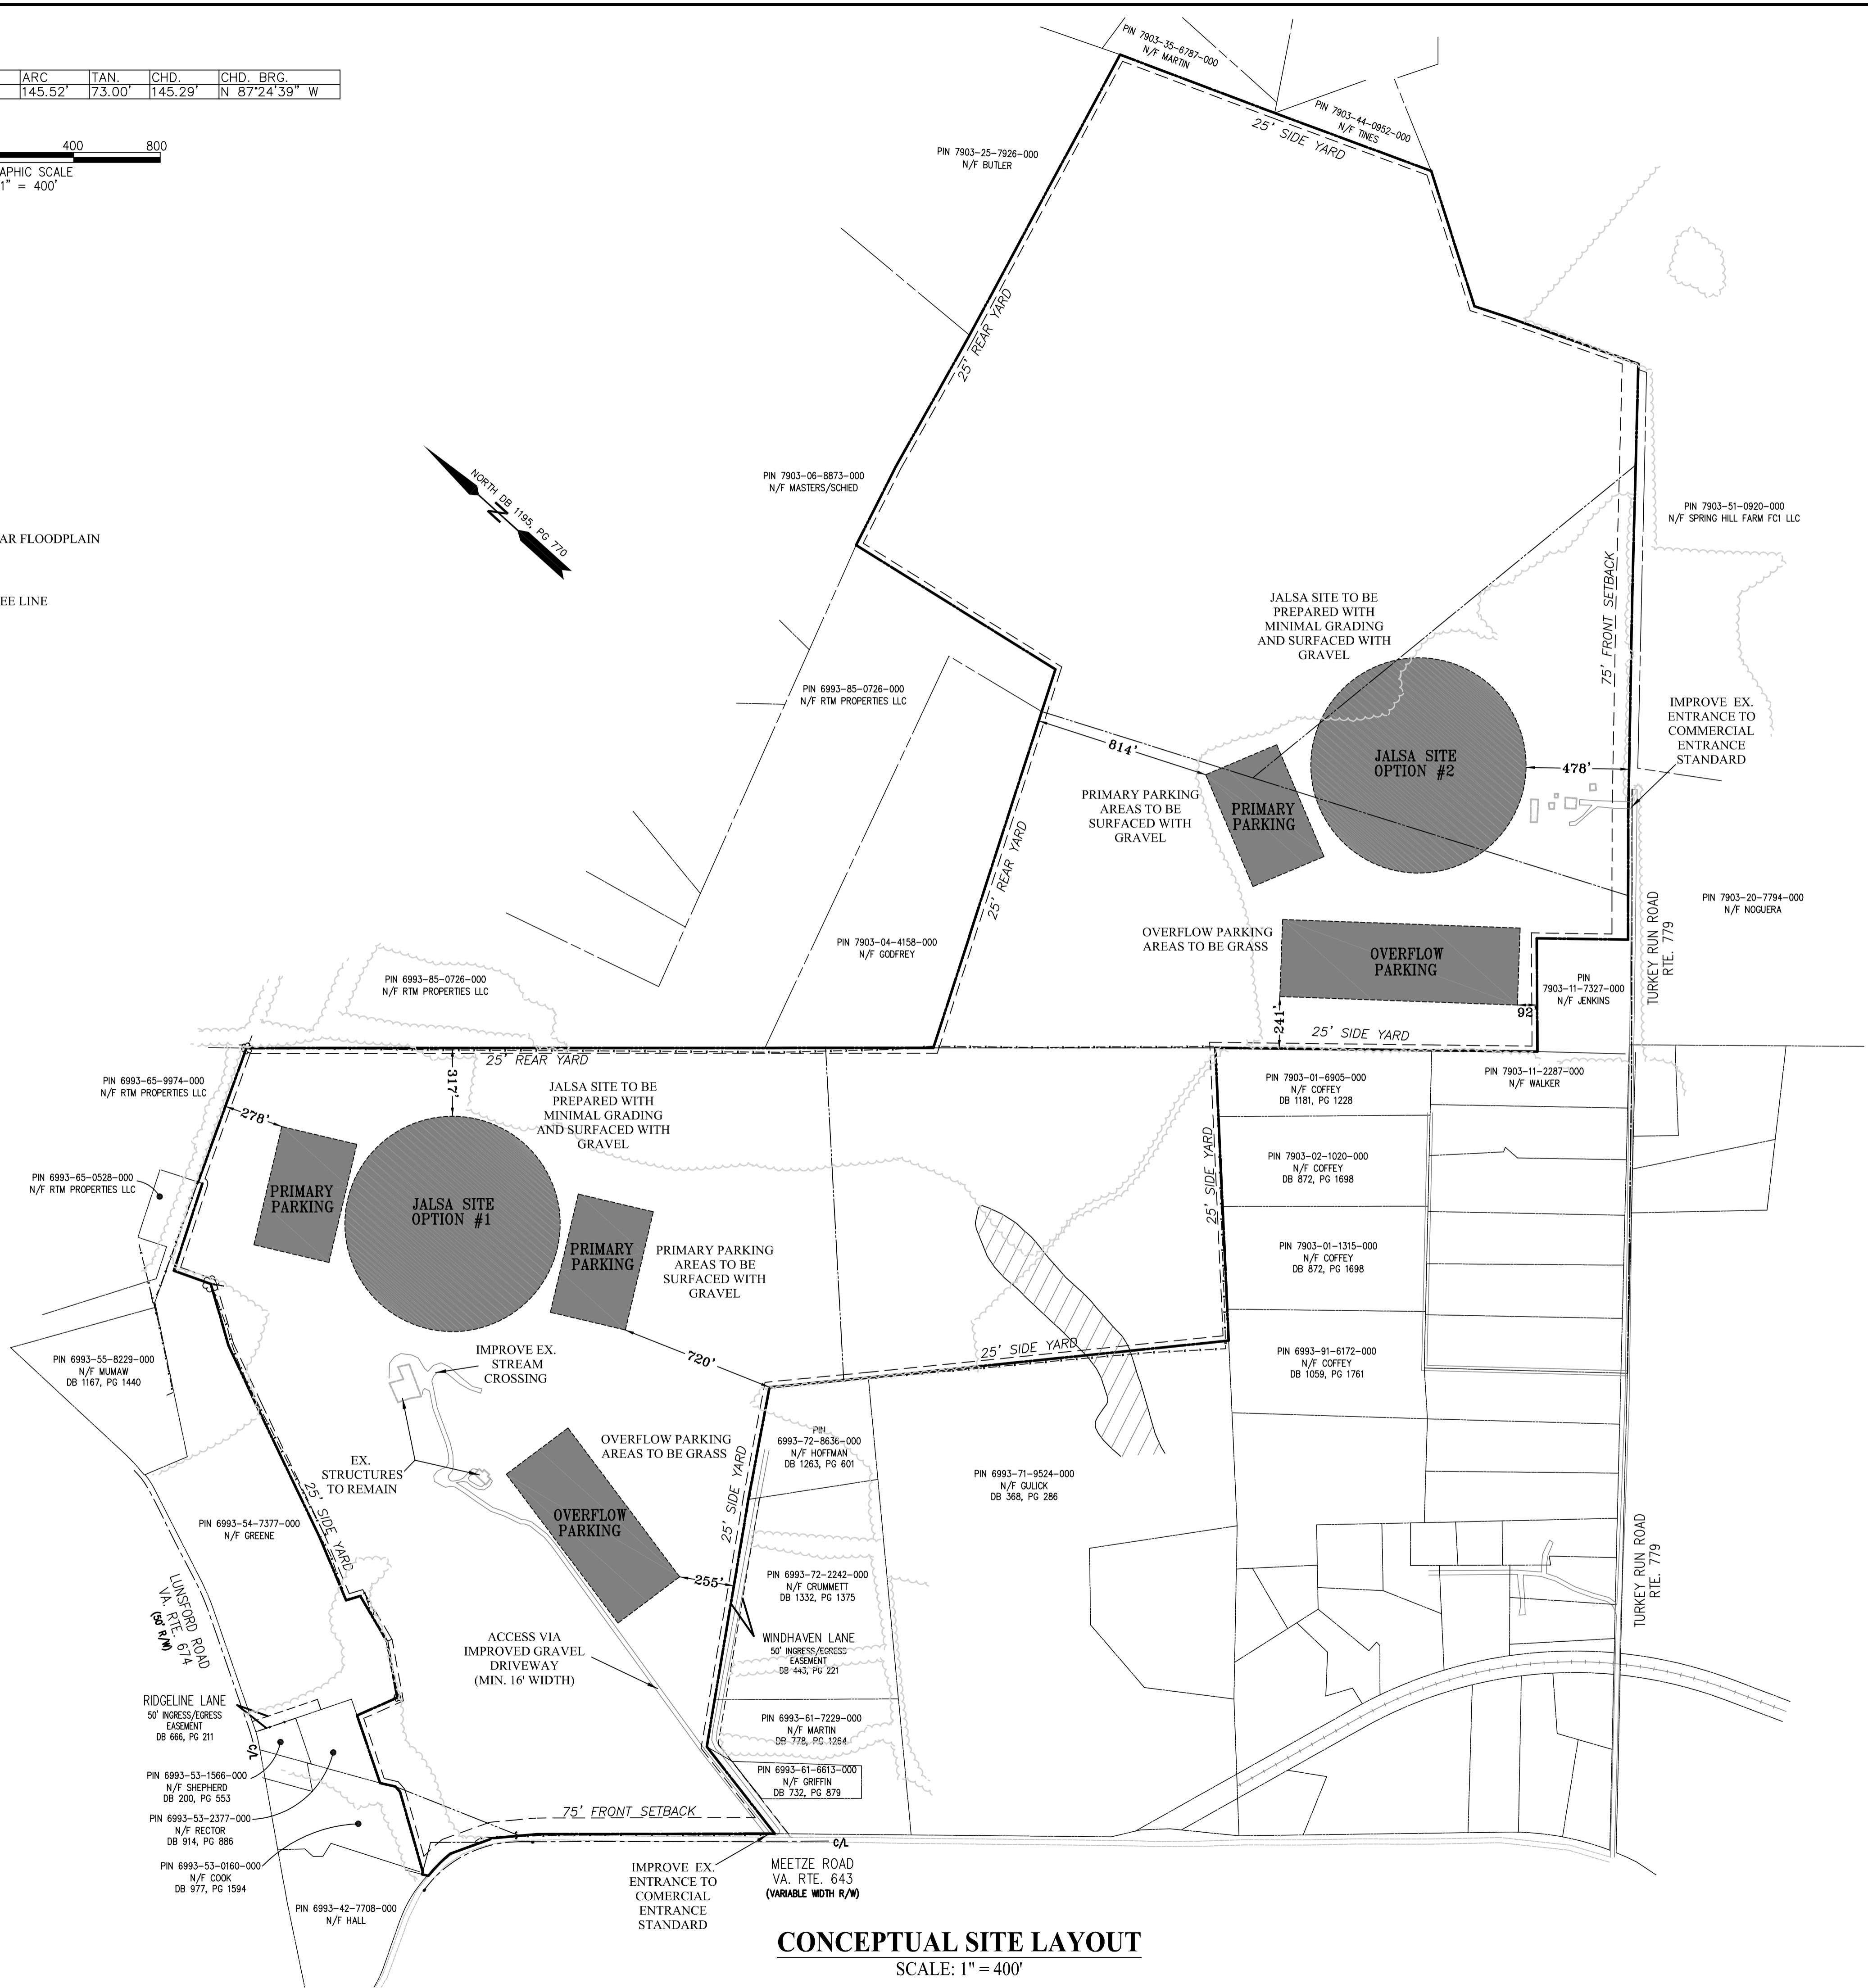 ARC TAN. CHD. CHD. BRG.
145.52' 73.00' 145.29' N 87°24'39" W
400 800
APHIC SCALE
1" = 400'
AR FLOODPLAIN
EE LINE
NORTH DB 1195, PG 770
N
PIN 7903-35-6787-000
N/F MARTIN
PIN 7903-44-0952-000
N/F TINES
25' SIDE YARD
PIN 7903-25-7926-000
N/F BUTLER
25' REAR YARD
PIN 7903-06-8873-000
N/F MASTERS/SCHIED
PIN 7903-51-0920-000
N/F SPRING HILL FARM FC1 LLC
75' FRONT SETBACK
JALSA SITE TO BE
PREPARED WITH
MINIMAL GRADING
AND SURFACED WITH
GRAVEL
PIN 6993-85-0726-000
N/F RTM PROPERTIES LLC
IMPROVE EX.
ENTRANCE TO
COMMERCIAL
ENTRANCE
STANDARD
814'
JALSA SITE
OPTION #2
478'
PRIMARY PARKING
AREAS TO BE
SURFACED WITH
GRAVEL
PRIMARY
PARKING
25' REAR YARD
PIN 7903-20-7794-000
N/F NOGUERA
TURKEY RUN ROAD
RTE. 779
PIN 7903-04-4158-000
N/F GODFREY
OVERFLOW PARKING
AREAS TO BE GRASS
OVERFLOW
PARKING
PIN
7903-11-7327-000
N/F JENKINS
92'
241'
25' SIDE YARD
PIN 6993-85-0726-000
N/F RTM PROPERTIES LLC
25' REAR YARD
317'
JALSA SITE TO BE
PREPARED WITH
MINIMAL GRADING
AND SURFACED WITH
GRAVEL
PIN 6993-65-9974-000
N/F RTM PROPERTIES LLC
278'
PIN 7903-01-6905-000
N/F COFFEY
DB 1181, PG 1228
PIN 7903-11-2287-000
N/F WALKER
25' SIDE YARD
PIN 7903-02-1020-000
N/F COFFEY
DB 872, PG 1698
PIN 6993-65-0528-000
N/F RTM PROPERTIES LLC
PRIMARY
PARKING
JALSA SITE
OPTION #1
PRIMARY
PARKING
PRIMARY PARKING
AREAS TO BE
SURFACED WITH
GRAVEL
PIN 7903-01-1315-000
N/F COFFEY
DB 872, PG 1698
PIN 6993-55-8229-000
N/F MUMAW
DB 1167, PG 1440
IMPROVE EX.
STREAM
CROSSING
720'
25' SIDE YARD
PIN 6993-91-6172-000
N/F COFFEY
DB 1059, PG 1761
EX.
STRUCTURES
TO REMAIN
OVERFLOW PARKING
AREAS TO BE GRASS
PIN
6993-72-8636-000
N/F HOFFMAN
DB 1263, PG 601
25' SIDE YARD
PIN 6993-71-9524-000
N/F GULICK
DB 368, PG 286
PIN 6993-54-7377-000
N/F GREENE
25' SIDE YARD
OVERFLOW
PARKING
255'
PIN 6993-72-2242-000
N/F CRUMMETT
DB 1332, PG 1375
LUNSFORD ROAD
VA. RTE. 674
(50' R/W)
TURKEY RUN ROAD
RTE. 779
ACCESS VIA
IMPROVED GRAVEL
DRIVEWAY
(MIN. 16' WIDTH)
WINDHAVEN LANE
50' INGRESS/EGRESS
EASEMENT
DB 443, PG 221
RIDGELINE LANE
50' INGRESS/EGRESS
EASEMENT
DB 666, PG 211
C/L
PIN 6993-61-7229-000
N/F MARTIN
DB 778, PG 1264
PIN 6993-61-6613-000
N/F GRIFFIN
DB 732, PG 879
PIN 6993-53-1566-000
N/F SHEPHERD
DB 200, PG 553
PIN 6993-53-2377-000
N/F RECTOR
DB 914, PG 886
75' FRONT SETBACK
PIN 6993-53-0160-000
N/F COOK
DB 977, PG 1594
PIN 6993-42-7708-000
N/F HALL
IMPROVE EX.
ENTRANCE TO
COMERCIAL
ENTRANCE
STANDARD
C/L
MEETZE ROAD
VA. RTE. 643
(VARIABLE WIDTH R/W)
CONCEPTUAL SITE LAYOUT
SCALE: 1" = 400'